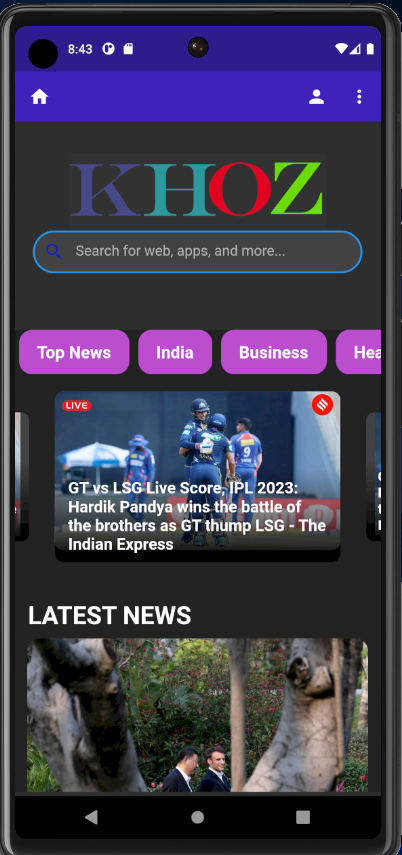 8:43
KHOZ
Search for web, apps, and more...
Top News
India
Business
Hea
LIVE
9
GT vs LSG Live Score, IPL 2023:
Hardik Pandya wins the battle of
the brothers as GT thump LSG - The
Indian Express
LATEST NEWS